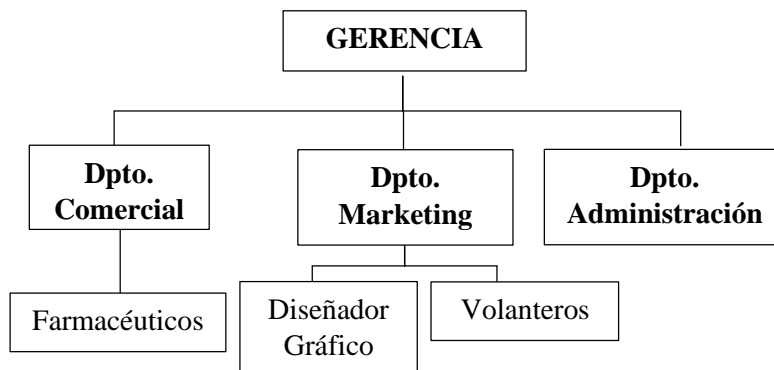 GERENCIA
Dpto.
Comercial
Dpto.
Marketing
Dpto.
Administración
Farmacéuticos
Diseñador
Gráfico
Volanteros